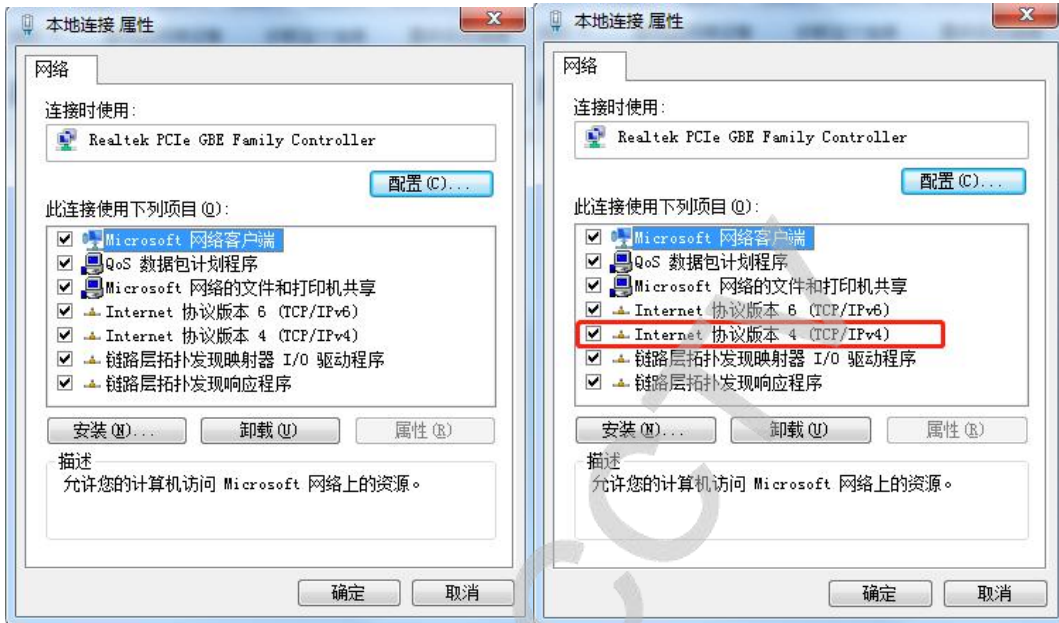 本地连接 属性
网络
连接时使用:
Realtek PCIe GBE Family Controller
配置(C)...
此连接使用下列项目(O):
Microsoft 网络客户端
QoS 数据包计划程序
Microsoft 网络的文件和打印机共享
Internet 协议版本 6 (TCP/IPv6)
Internet 协议版本 4 (TCP/IPv4)
链路层拓扑发现映射器 I/O 驱动程序
链路层拓扑发现响应程序
安装(N)... 卸载(U) 属性(R)
描述
允许您的计算机访问 Microsoft 网络上的资源。
确定 取消
本地连接 属性
网络
连接时使用:
Realtek PCIe GBE Family Controller
配置(C)...
此连接使用下列项目(O):
Microsoft 网络客户端
QoS 数据包计划程序
Microsoft 网络的文件和打印机共享
Internet 协议版本 6 (TCP/IPv6)
Internet 协议版本 4 (TCP/IPv4)
链路层拓扑发现映射器 I/O 驱动程序
链路层拓扑发现响应程序
安装(N)... 卸载(U) 属性(R)
描述
允许您的计算机访问 Microsoft 网络上的资源。
确定 取消